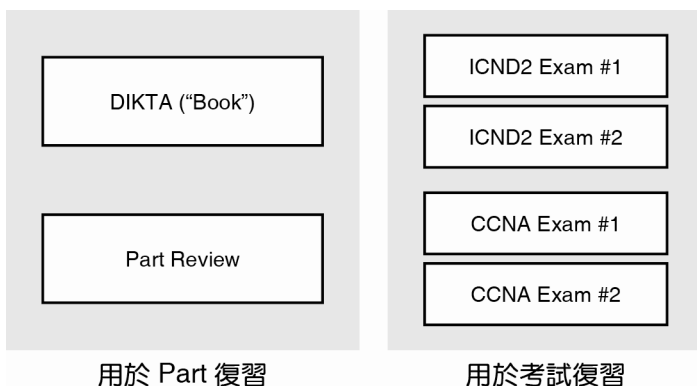 DIKTA (“Book”)
Part Review
用於 Part 復習
ICND2 Exam #1
ICND2 Exam #2
CCNA Exam #1
CCNA Exam #2
用於考試復習